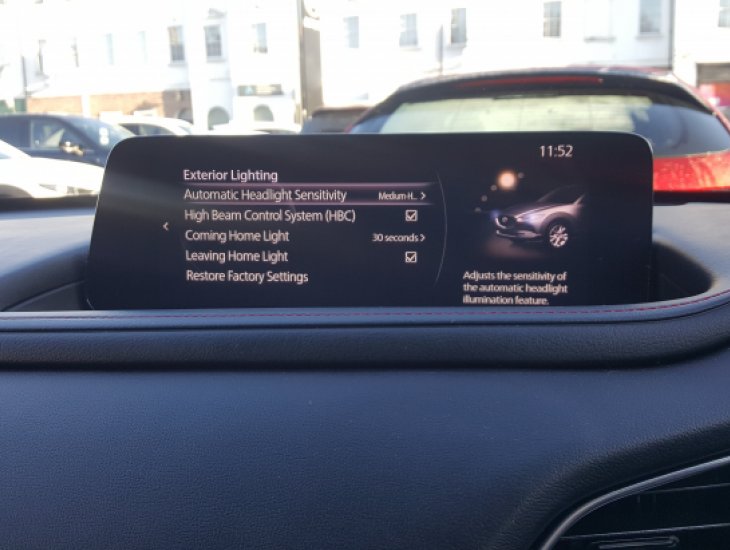 11:52
Exterior Lighting
Automatic Headlight Sensitivity Medium-H...
High Beam Control System (HBC)
Coming Home Light 30 seconds
Leaving Home Light
Restore Factory Settings
Adjusts the sensitivity of
the automatic headlight
illumination feature.